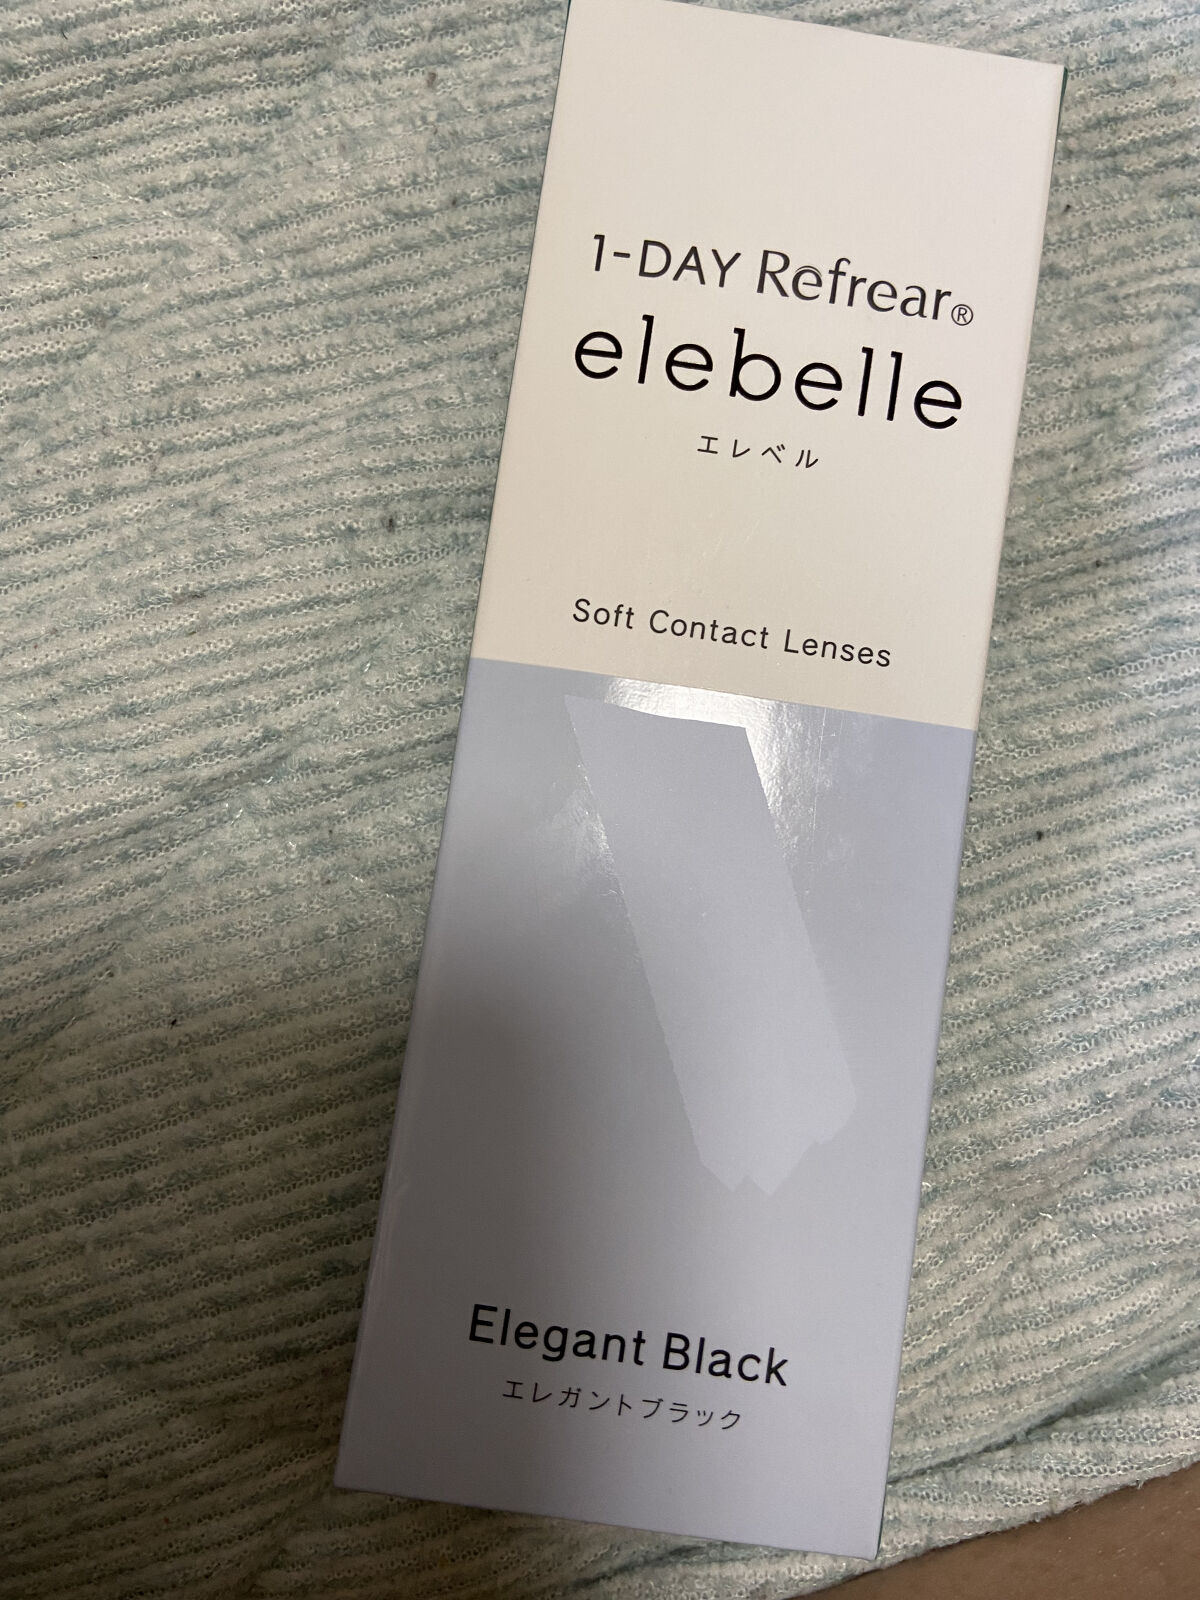 1-DAY Refrear®
elebelle
エレベル
Soft Contact Lenses
Elegant Black
エレガントブラック